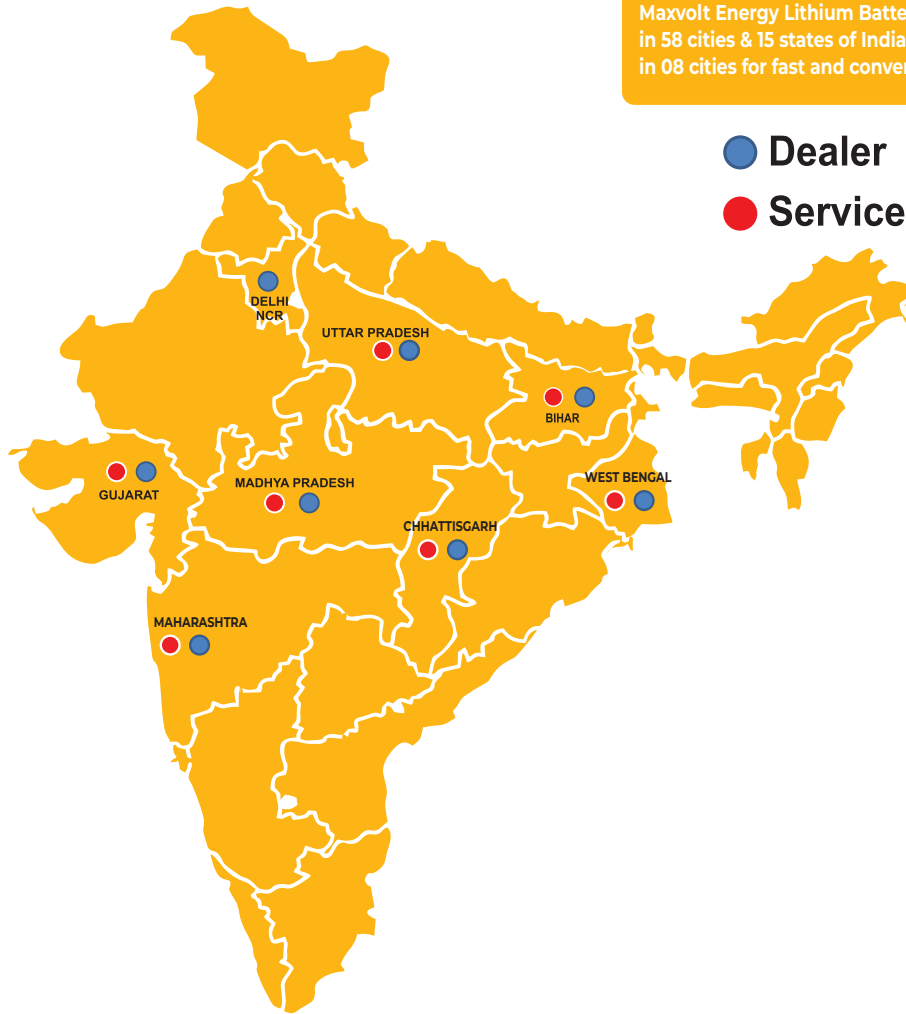 Maxvolt Energy Lithium Batte
in 58 cities & 15 states of India
in 08 cities for fast and conver
Dealer
Service
DELHI
NCR
UTTAR PRADESH
BIHAR
GUJARAT
MADHYA PRADESH
WEST BENGAL
CHHATTISGARH
MAHARASHTRA